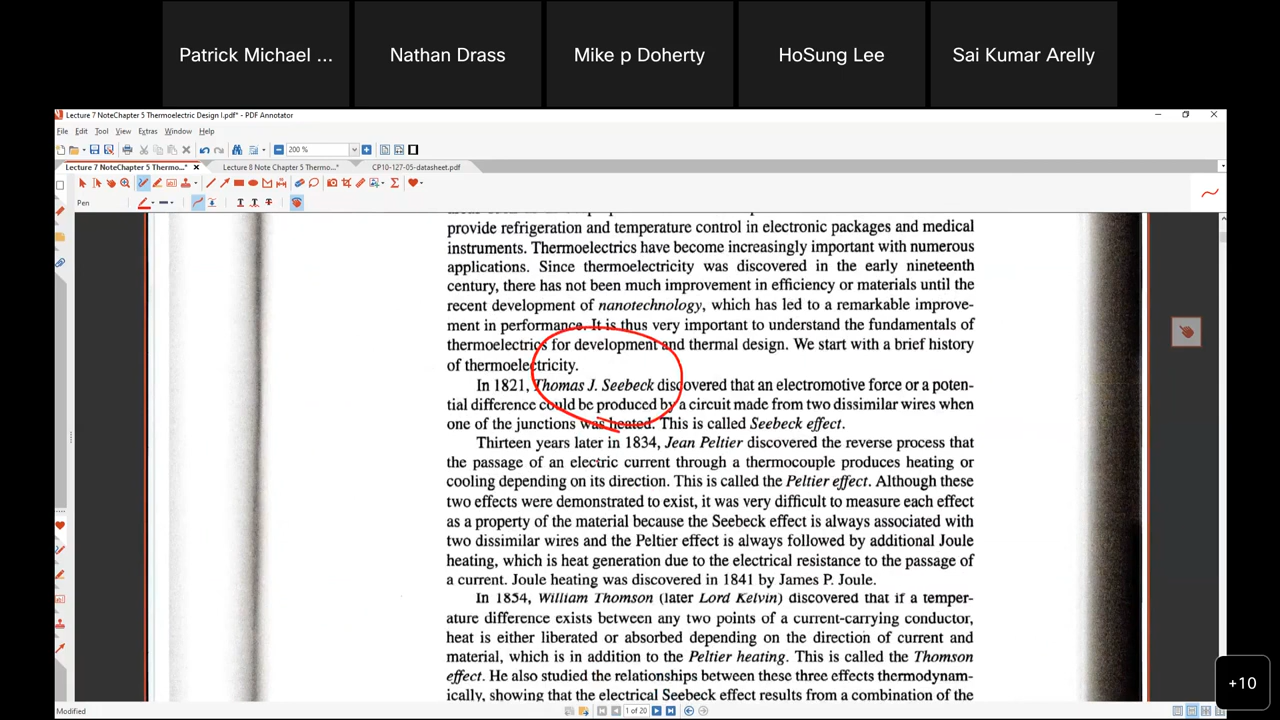 Patrick Michael ...
Nathan Drass
Mike p Doherty
HoSung Lee
Sai Kumar Arelly
Lecture 7 NoteChapter 5 Thermoelectric Design I.pdf* - PDF Annotator
File Edit Tool View Extras Window Help
200 %
Lecture 7 NoteChapter 5 Thermo...* Lecture 8 Note Chapter 5 Thermo...* CP10-127-05-datasheet.pdf
Pen
provide refrigeration and temperature control in electronic packages and medical
instruments. Thermoelectrics have become increasingly important with numerous
applications. Since thermoelectricity was discovered in the early nineteenth
century, there has not been much improvement in efficiency or materials until the
recent development of nanotechnology, which has led to a remarkable improve-
ment in performance. It is thus very important to understand the fundamentals of
thermoelectrics for development and thermal design. We start with a brief history
of thermoelectricity.
In 1821, Thomas J. Seebeck discovered that an electromotive force or a poten-
tial difference could be produced by a circuit made from two dissimilar wires when
one of the junctions was heated. This is called Seebeck effect.
Thirteen years later in 1834, Jean Peltier discovered the reverse process that
the passage of an electric current through a thermocouple produces heating or
cooling depending on its direction. This is called the Peltier effect. Although these
two effects were demonstrated to exist, it was very difficult to measure each effect
as a property of the material because the Seebeck effect is always associated with
two dissimilar wires and the Peltier effect is always followed by additional Joule
heating, which is heat generation due to the electrical resistance to the passage of
a current. Joule heating was discovered in 1841 by James P. Joule.
In 1854, William Thomson (later Lord Kelvin) discovered that if a temper-
ature difference exists between any two points of a current-carrying conductor,
heat is either liberated or absorbed depending on the direction of current and
material, which is in addition to the Peltier heating. This is called the Thomson
effect. He also studied the relationships between these three effects thermodynam-
ically, showing that the electrical Seebeck effect results from a combination of the
+10
Modified
1 of 20